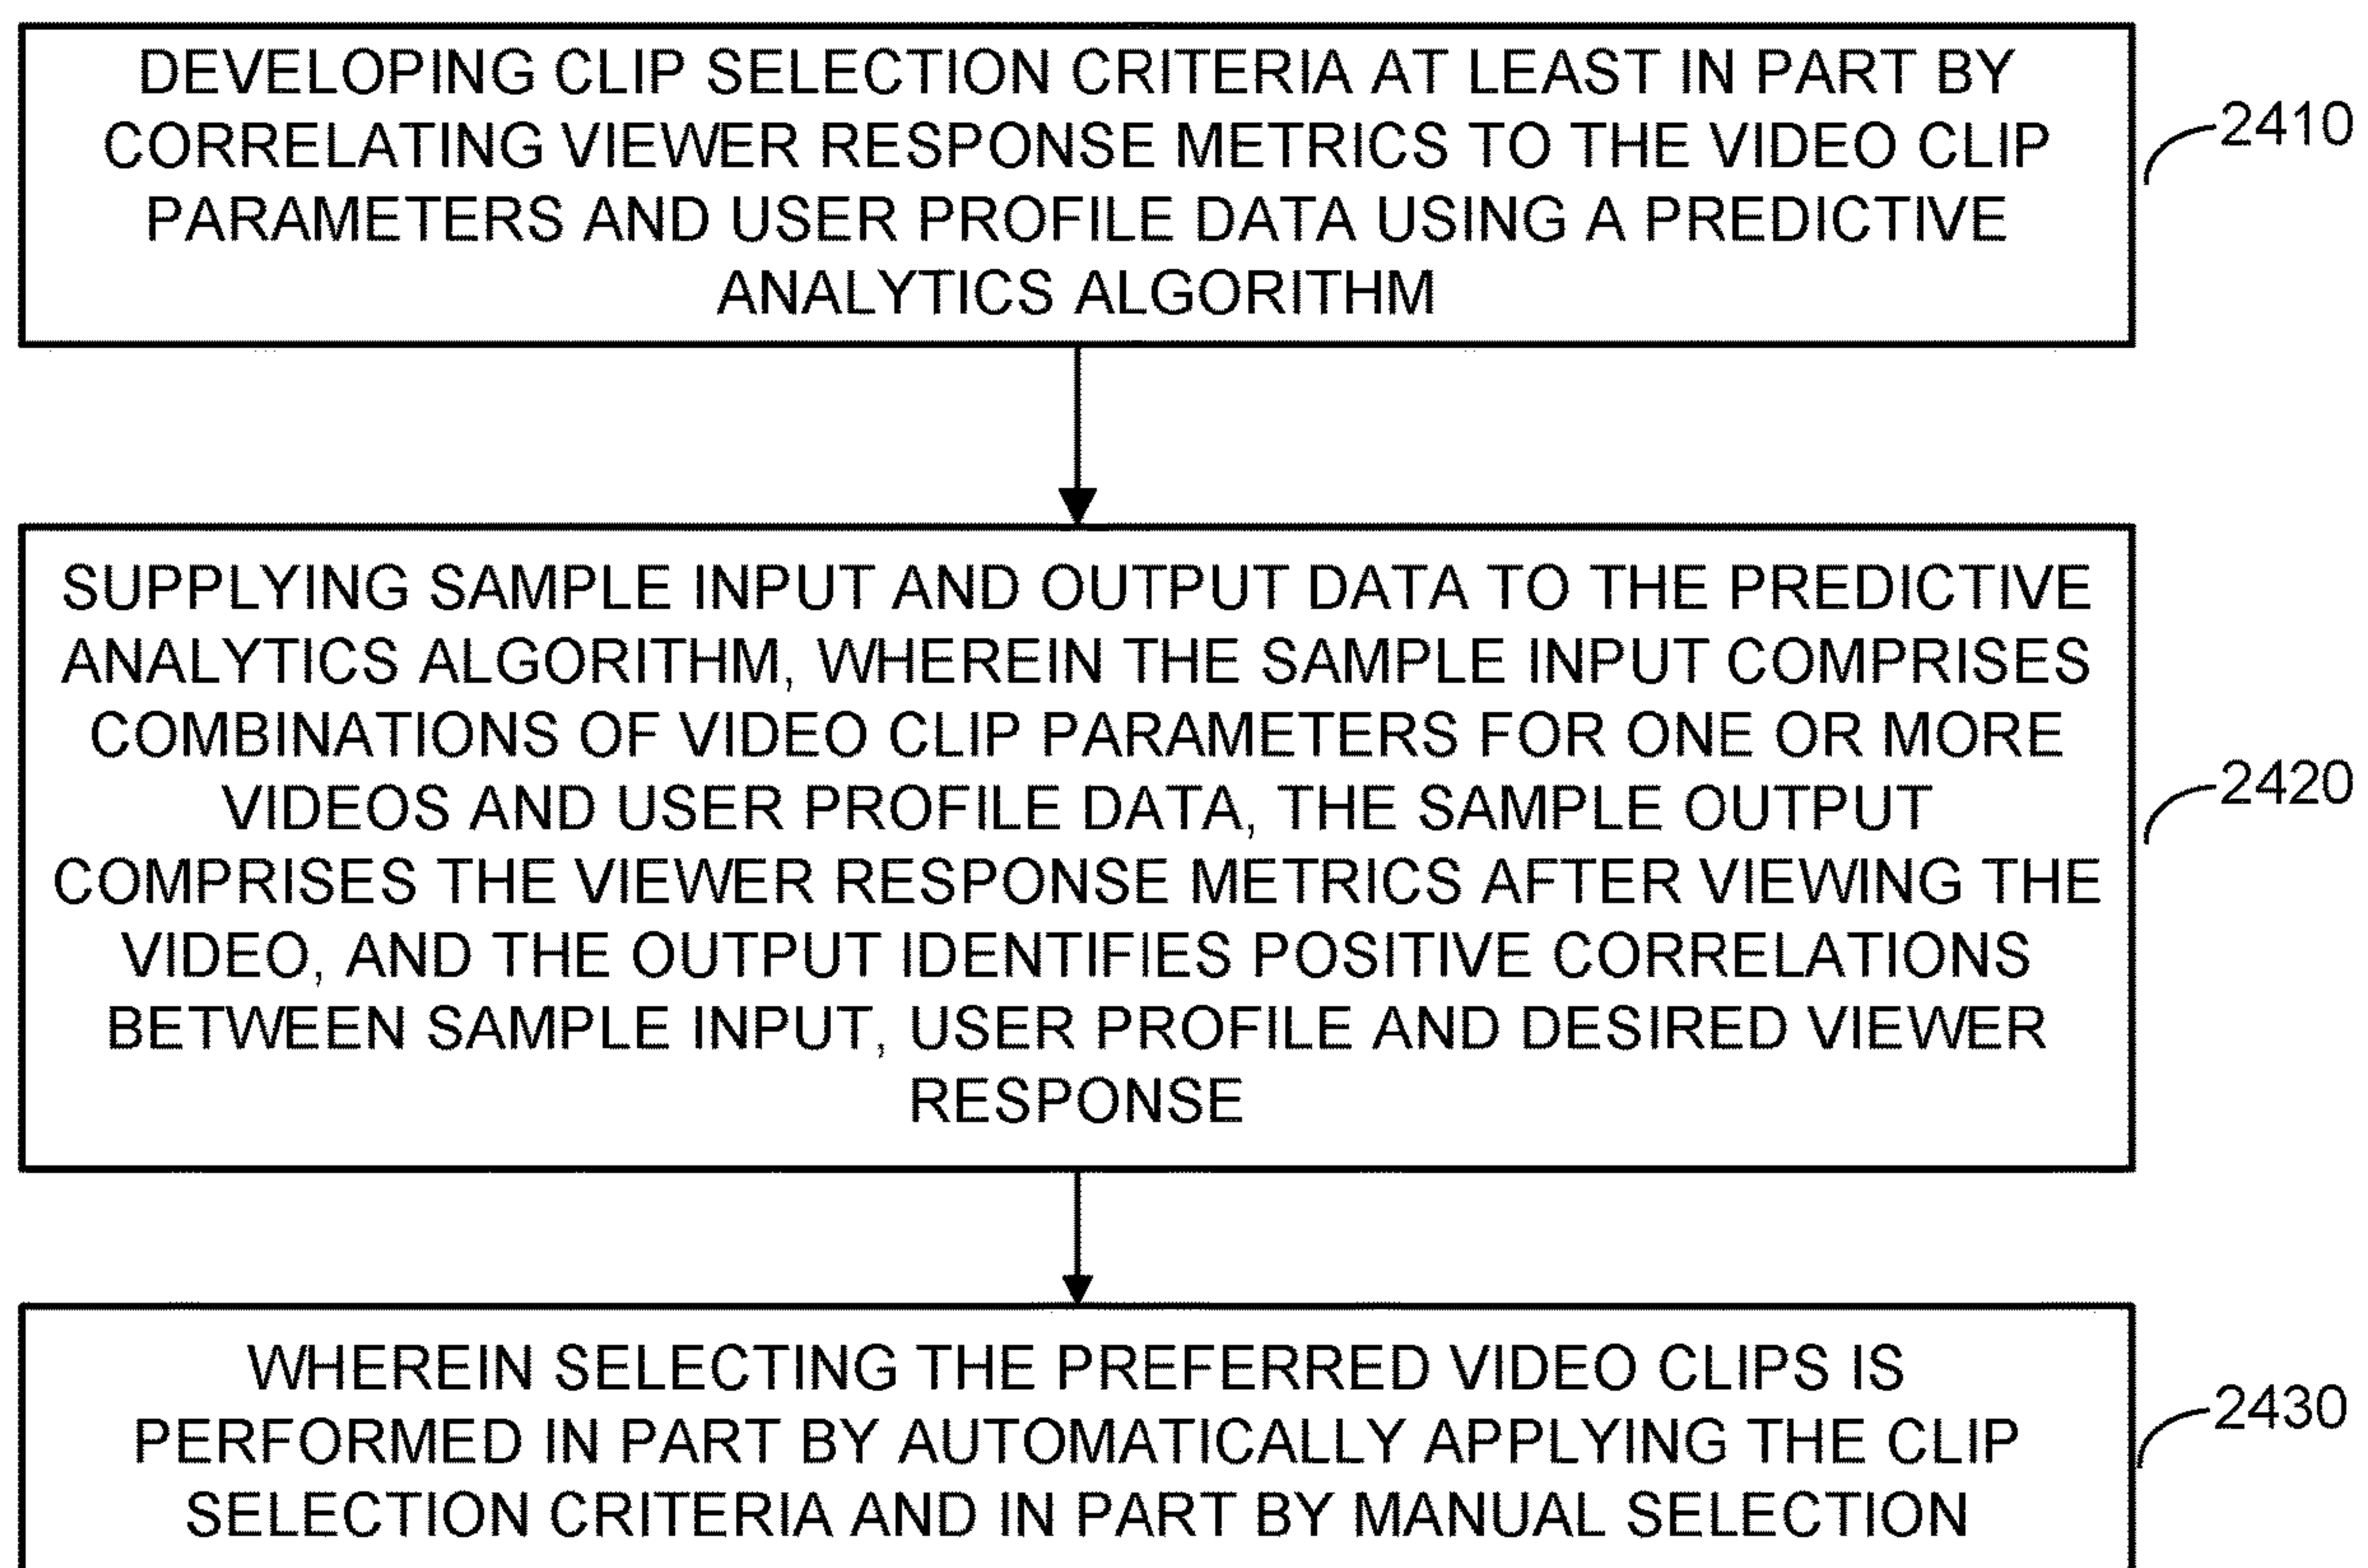 DEVELOPING CLIP SELECTION CRITERIA AT LEAST IN PART BY
CORRELATING VIEWER RESPONSE METRICS TO THE VIDEO CLIP
PARAMETERS AND USER PROFILE DATA USING A PREDICTIVE
ANALYTICS ALGORITHM
2410
SUPPLYING SAMPLE INPUT AND OUTPUT DATA TO THE PREDICTIVE
ANALYTICS ALGORITHM, WHEREIN THE SAMPLE INPUT COMPRISES
COMBINATIONS OF VIDEO CLIP PARAMETERS FOR ONE OR MORE
VIDEOS AND USER PROFILE DATA, THE SAMPLE OUTPUT
COMPRISES THE VIEWER RESPONSE METRICS AFTER VIEWING THE
VIDEO, AND THE OUTPUT IDENTIFIES POSITIVE CORRELATIONS
BETWEEN SAMPLE INPUT, USER PROFILE AND DESIRED VIEWER
RESPONSE
2420
WHEREIN SELECTING THE PREFERRED VIDEO CLIPS IS
PERFORMED IN PART BY AUTOMATICALLY APPLYING THE CLIP
SELECTION CRITERIA AND IN PART BY MANUAL SELECTION
2430